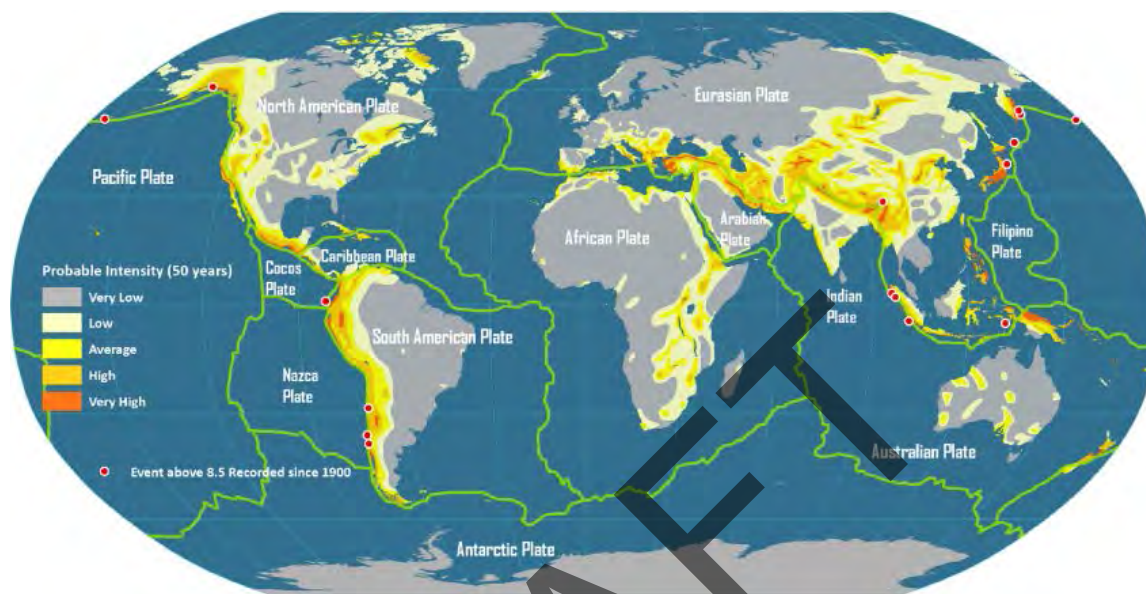 North American Plate
Eurasian Plate
Pacific Plate
Arabian
Plate
African Plate
Filipino
Plate
Caribbean Plate
Cocos
Plate
Probable Intensity (50 years)
Very Low
Low
Average
High
Very High
Indian
Plate
South American Plate
Nazca
Plate
Australian Plate
Event above 8.5 Recorded since 1900
Antarctic Plate
AFT